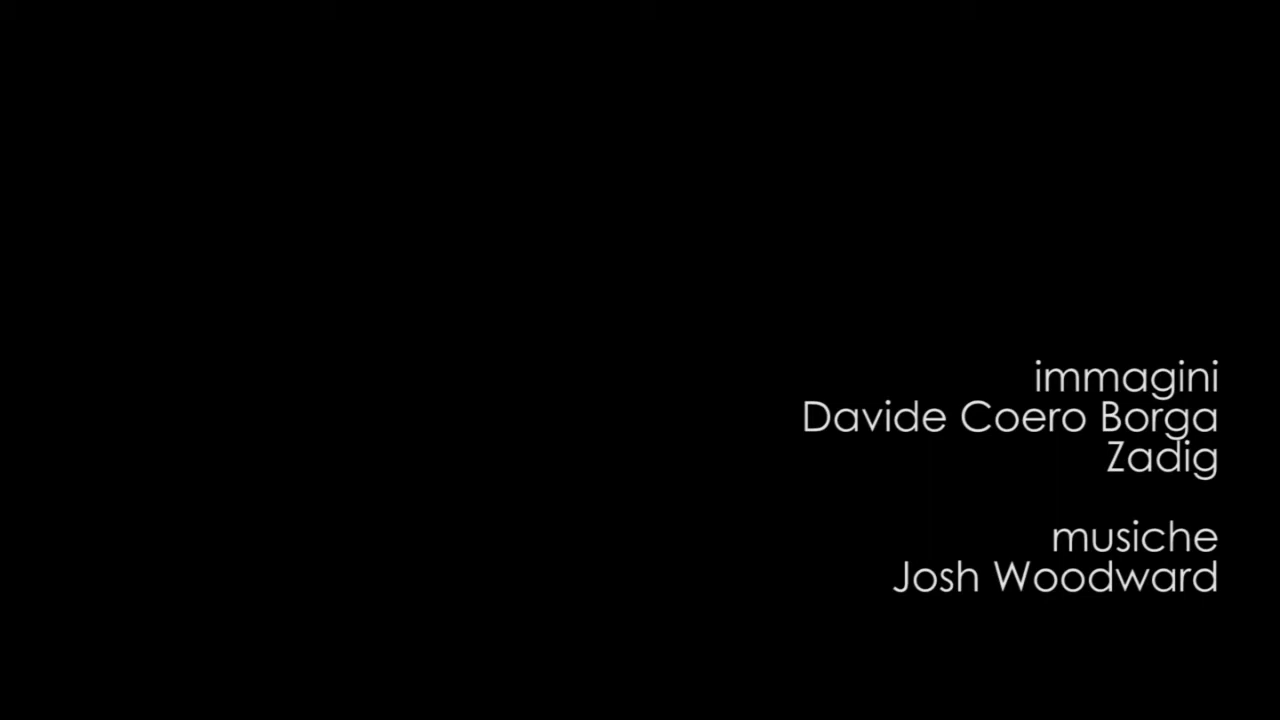 immagini
Davide Coero Borga
Zadig
musiche
Josh Woodward